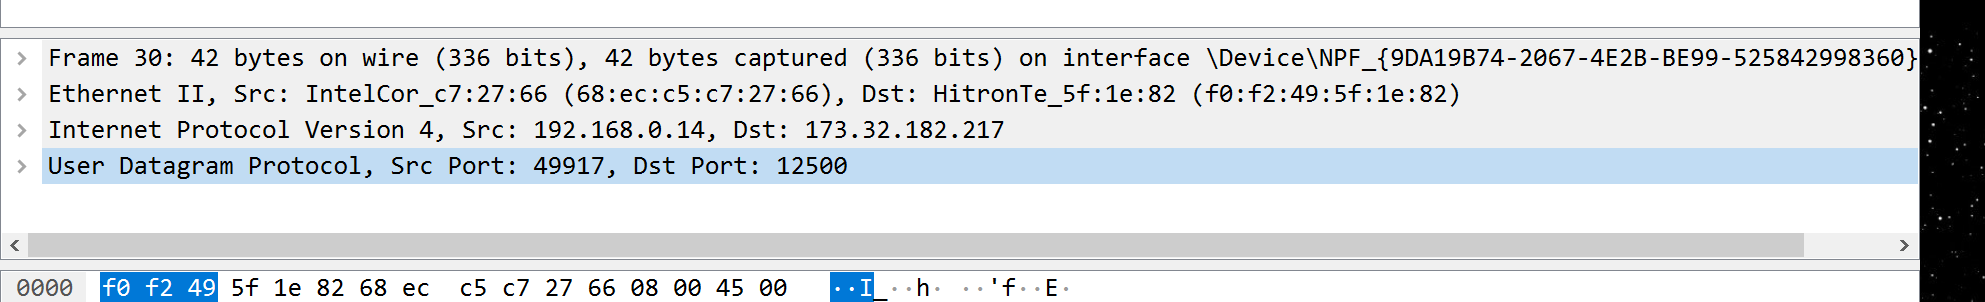 Frame 30: 42 bytes on wire (336 bits), 42 bytes captured (336 bits) on interface \Device\NPF_{9DA19B74-2067-4E2B-BE99-525842998360}
Ethernet II, Src: IntelCor_c7:27:66 (68:ec:c5:c7:27:66), Dst: HitronTe_5f:1e:82 (f0:f2:49:5f:1e:82)
Internet Protocol Version 4, Src: 192.168.0.14, Dst: 173.32.182.217
User Datagram Protocol, Src Port: 49917, Dst Port: 12500
0000 f0 f2 49 5f 1e 82 68 ec c5 c7 27 66 08 00 45 00 ··I_··h· ··'f··E·